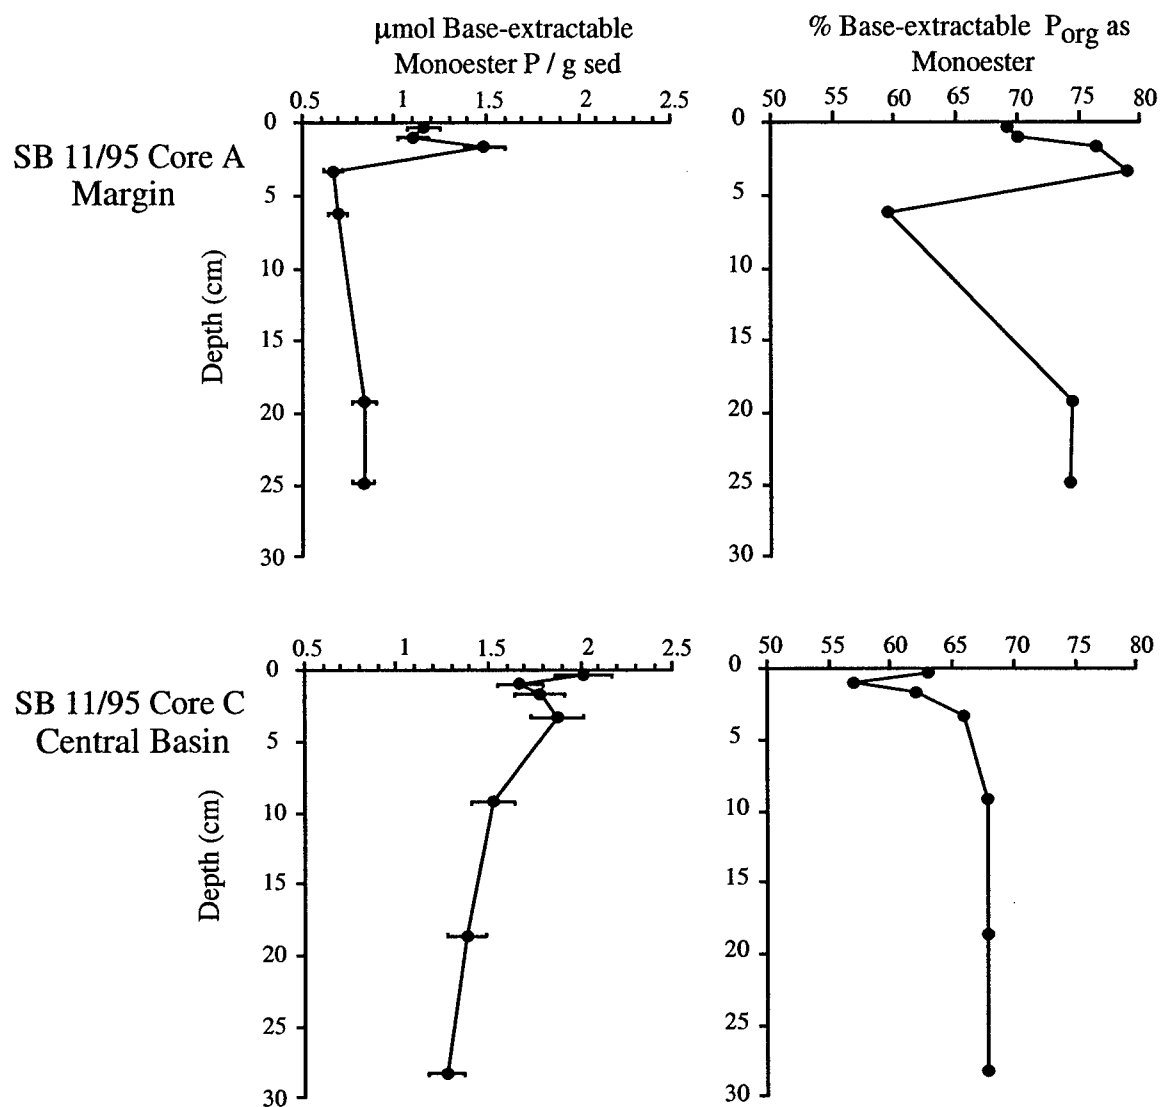 µmol Base-extractable
Monoester P / g sed
% Base-extractable Porg as
Monoester
0.5 1 1.5 2 2.5
50 55 60 65 70 75 80
SB 11/95 Core A
Margin
Depth (cm)
0
5
10
15
20
25
30
0
5
10
15
20
25
30
0.5 1 1.5 2 2.5
50 55 60 65 70 75 80
SB 11/95 Core C
Central Basin
Depth (cm)
0
5
10
15
20
25
30
0
5
10
15
20
25
30